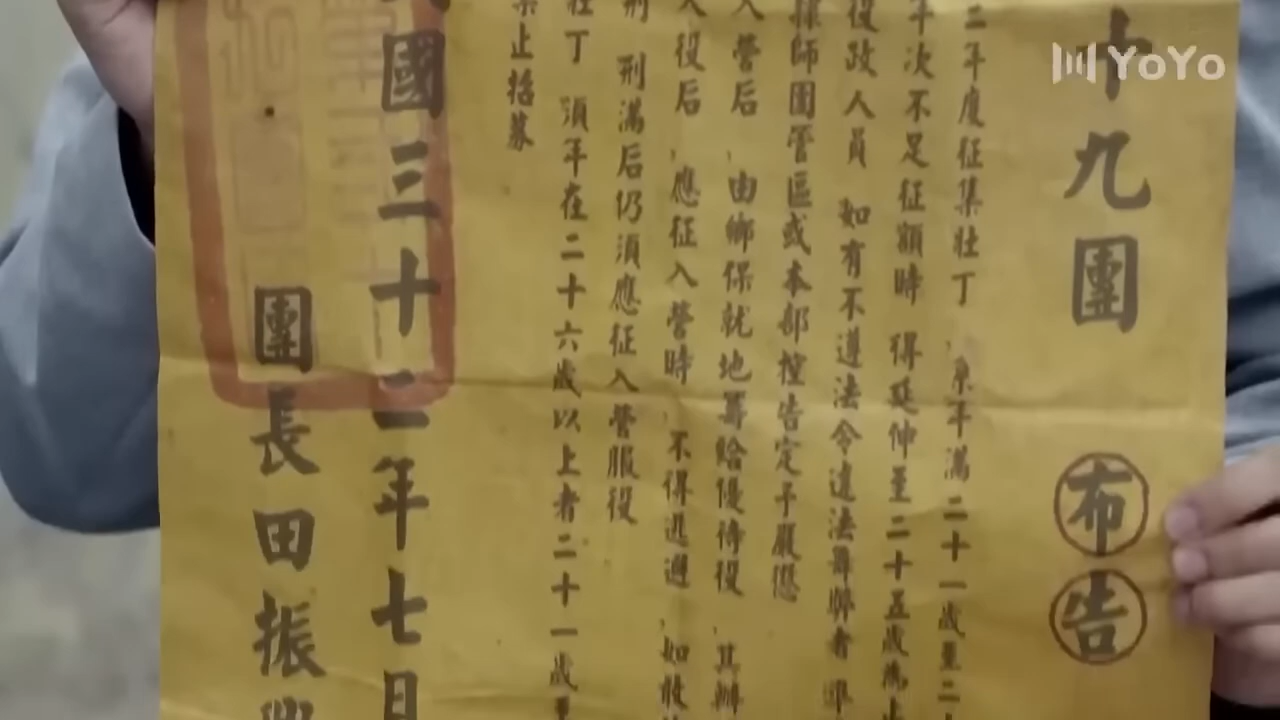 十九團 布告
二年度征集壯丁 系年滿二十一歲至二
年次不足征額時 得延伸至二十五歲為止
役政人員 如有不遵法令違法舞弊者 準
隸師團管區或本部控告定予嚴懲
入營后 由鄉保就地籌給優待役 其辦
入役后 應征入營時 不得逃避 如敢
刑 刑滿后仍須應征入營服役
壯丁 須年在二十六歲以上者二十一歲至
禁止招募
國三十二年七月
團長田振
YoYo